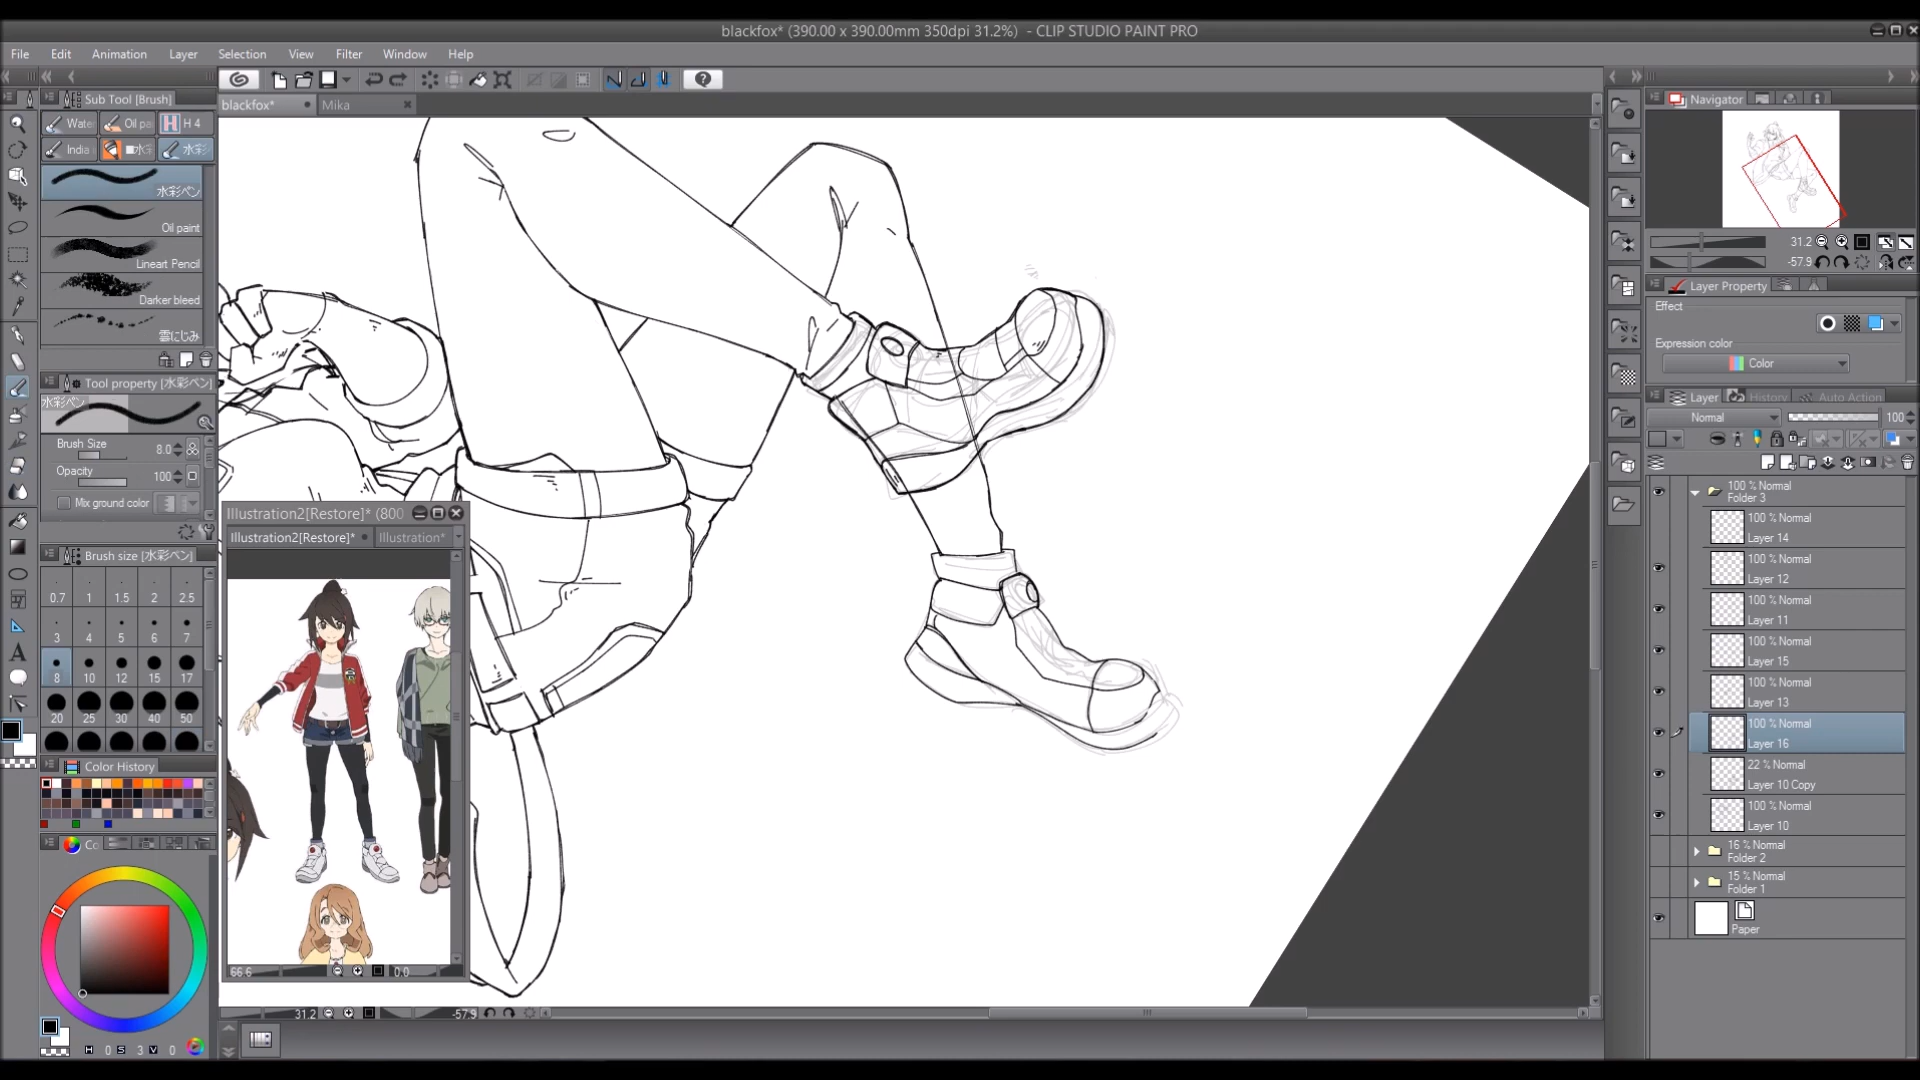 blackfox* (390.00 x 390.00mm 350dpi 31.2%) - CLIP STUDIO PAINT PRO
File Edit Animation Layer Selection View Filter Window Help
Sub Tool [Brush]
blackfox*
Mika
Wate
Oil pa
H 4
India
水彩
水彩ペン
Oil paint
Lineart Pencil
Darker bleed
雲にじみ
Tool property [水彩ペン]
水彩ペン
Brush Size 8.0
Opacity 100
Mix ground color
Brush size [水彩ペン]
0.7 1 1.5 2 2.5
3 4 5 6 7
8 10 12 15 17
20 25 30 40 50
Color History
Cc
H 0 S 3 V 0
Illustration2[Restore]* (800
Illustration2[Restore]*
Illustration*
66.6
0.0
31.2
-57.9
Navigator
31.2
-57.9
Layer Property
Effect
Expression color
Color
Layer
History
Auto Action
Normal
100
100 % Normal
Folder 3
100 % Normal
Layer 14
100 % Normal
Layer 12
100 % Normal
Layer 11
100 % Normal
Layer 15
100 % Normal
Layer 13
100 % Normal
Layer 16
22 % Normal
Layer 10 Copy
100 % Normal
Layer 10
16 % Normal
Folder 2
15 % Normal
Folder 1
Paper